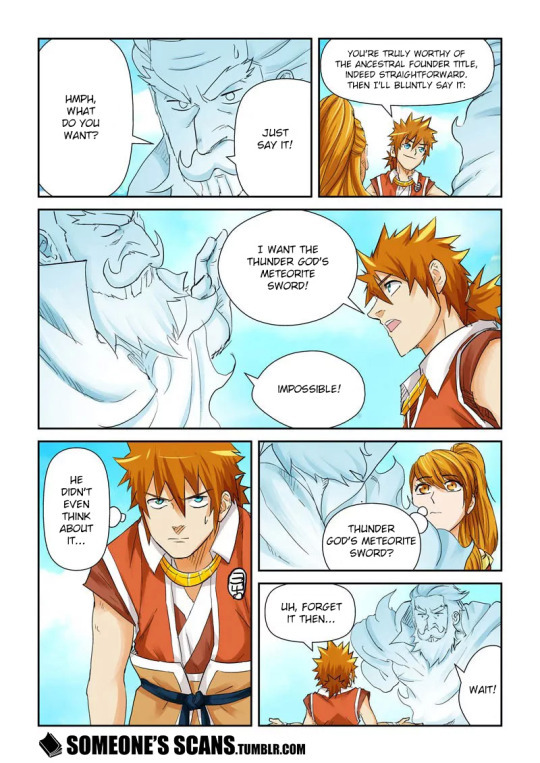 HMPH,
WHAT
DO YOU
WANT?
JUST
SAY IT!
YOU'RE TRULY WORTHY OF
THE ANCESTRAL FOUNDER TITLE,
INDEED STRAIGHTFORWARD.
THEN I'LL BLUNTLY SAY IT:
I WANT THE
THUNDER GOD'S
METEORITE
SWORD!
IMPOSSIBLE!
HE
DIDN'T
EVEN
THINK
ABOUT
IT...
THUNDER
GOD'S METEORITE
SWORD?
UH, FORGET
IT THEN...
WAIT!
SOMEONE'S SCANS.TUMBLR.COM